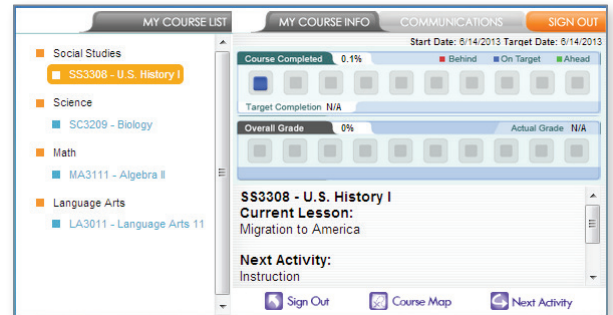 MY COURSE LIST
MY COURSE INFO
COMMUNICATIONS
SIGN OUT
Social Studies
SS3308 - U.S. History I
Science
SC3209 - Biology
Math
MA3111 - Algebra II
Language Arts
LA3011 - Language Arts 11
Start Date: 6/14/2013 Target Date: 6/14/2013
Course Completed 0.1% Behind On Target Ahead
Target Completion N/A
Overall Grade 0% Actual Grade N/A
SS3308 - U.S. History I
Current Lesson:
Migration to America
Next Activity:
Instruction
Sign Out Course Map Next Activity